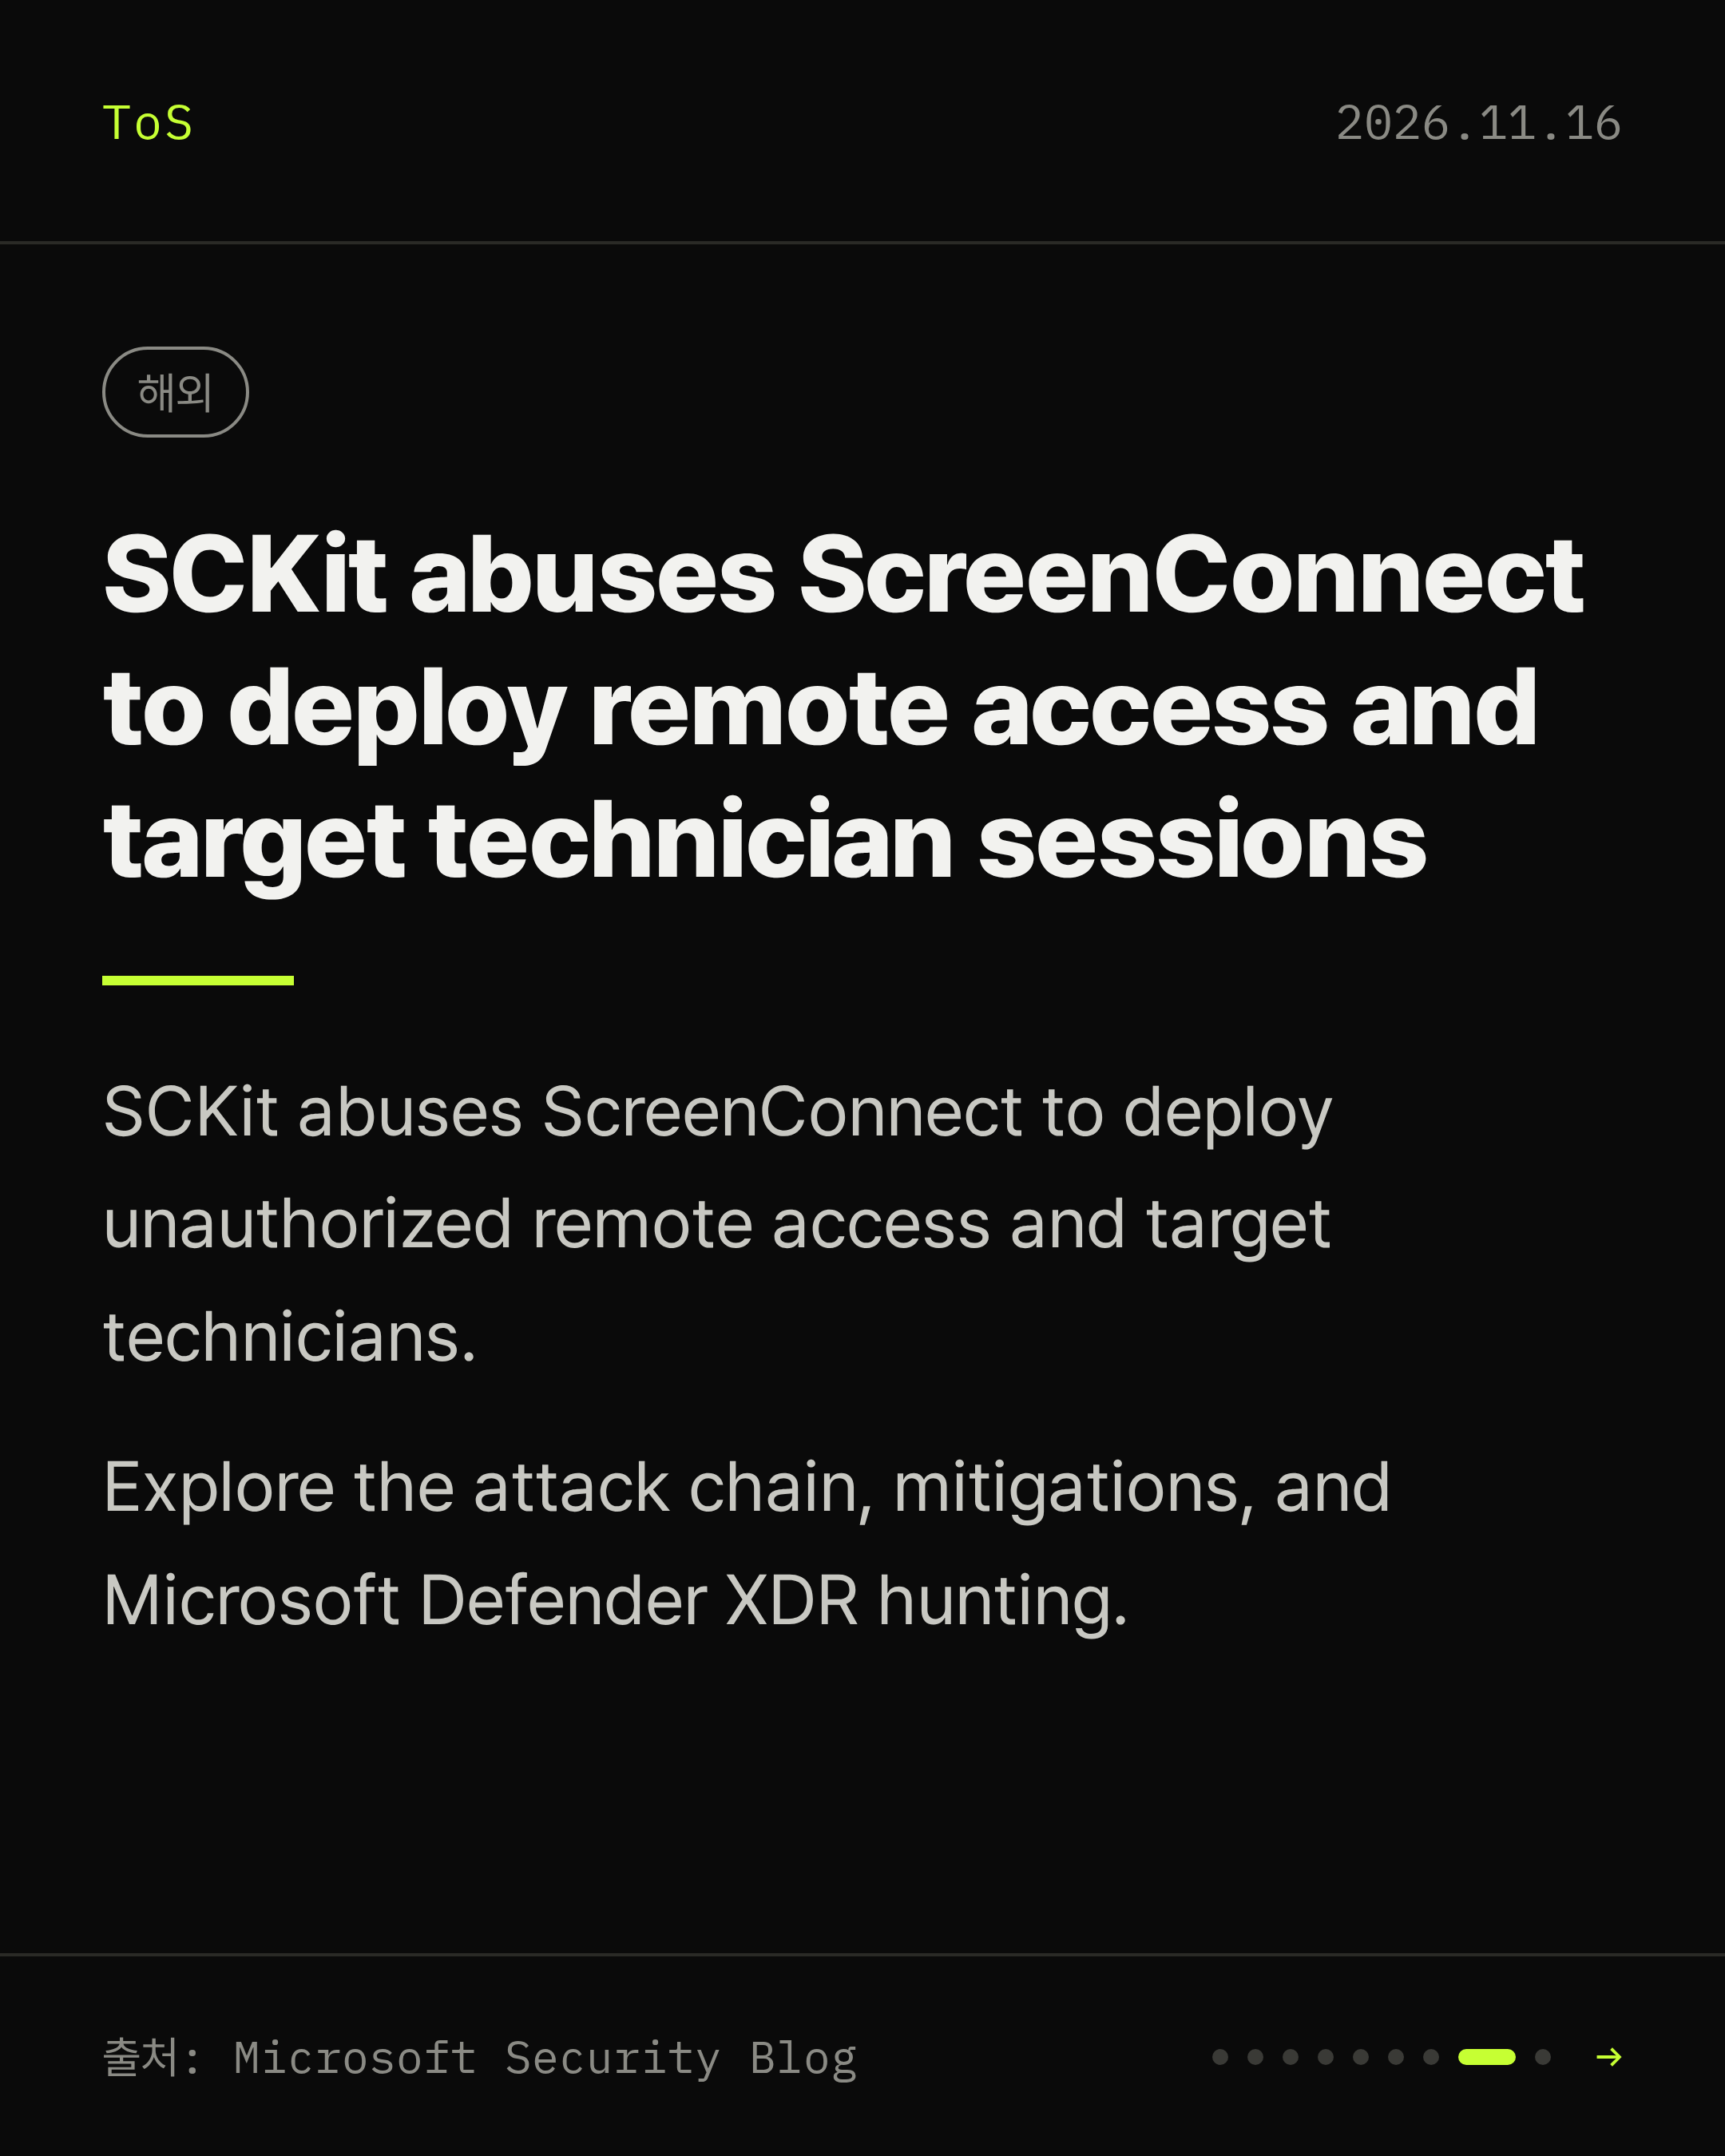 ToS
2026.11.16
해외
SCKit abuses ScreenConnect
to deploy remote access and
target technician sessions
SCKit abuses ScreenConnect to deploy
unauthorized remote access and target
technicians.
Explore the attack chain, mitigations, and
Microsoft Defender XDR hunting.
출처: Microsoft Security Blog
→